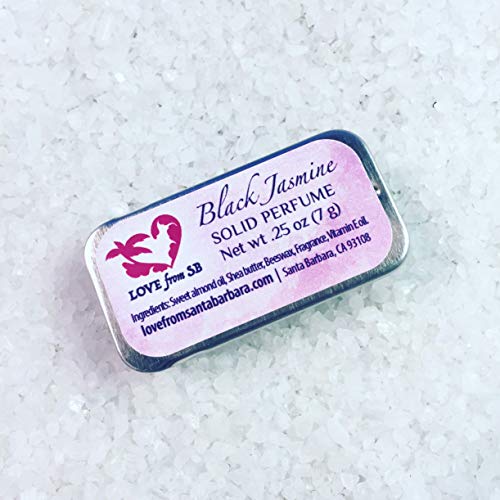 Black Jasmine
SOLID PERFUME
Net wt .25 oz (7 g)
LOVE from SB
Ingredients: Sweet almond oil, Shea butter, Beeswax, Fragrance, Vitamin E oil.
lovefromsantabarbara.com | Santa Barbara, CA 93108